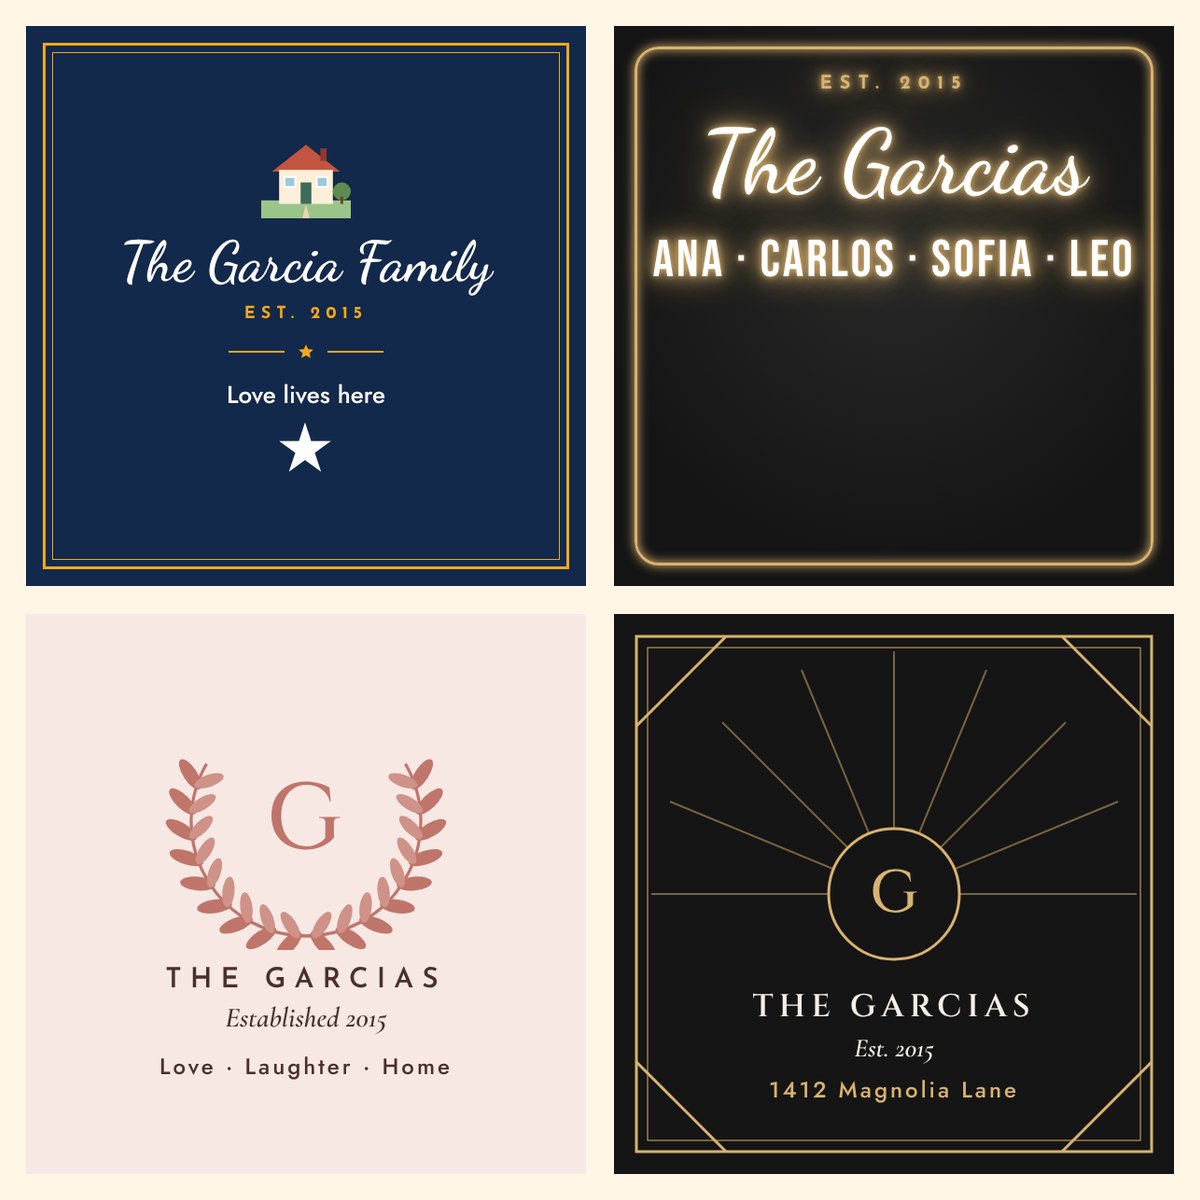 The Garcia Family
EST. 2015
Love lives here
EST. 2015
The Garcias
ANA · CARLOS · SOFIA · LEO
G
THE GARCIAS
Established 2015
Love · Laughter · Home
G
THE GARCIAS
Est. 2015
1412 Magnolia Lane